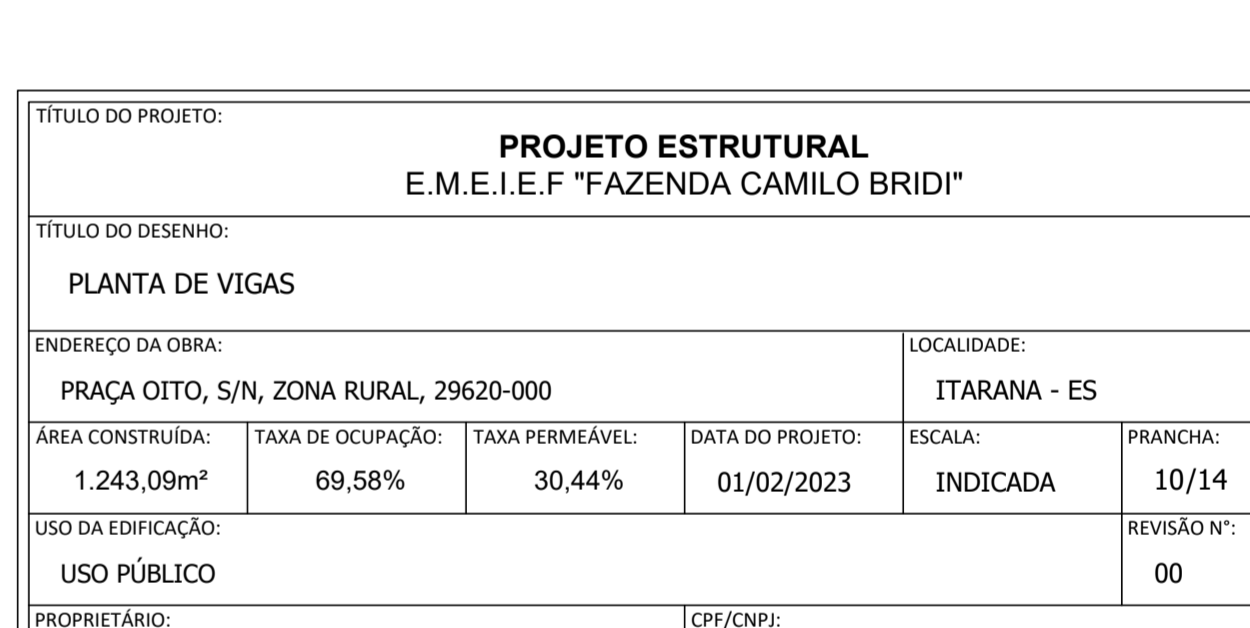 TÍTULO DO PROJETO:
PROJETO ESTRUTURAL
E.M.E.I.E.F "FAZENDA CAMILO BRIDI"
TÍTULO DO DESENHO:
PLANTA DE VIGAS
ENDEREÇO DA OBRA: LOCALIDADE:
PRAÇA OITO, S/N, ZONA RURAL, 29620-000 ITARANA - ES
ÁREA CONSTRUÍDA: TAXA DE OCUPAÇÃO: TAXA PERMEÁVEL: DATA DO PROJETO: ESCALA: PRANCHA:
1.243,09m² 69,58% 30,44% 01/02/2023 INDICADA 10/14
USO DA EDIFICAÇÃO: REVISÃO N°:
USO PÚBLICO 00
PROPRIETÁRIO: CPF/CNPJ: